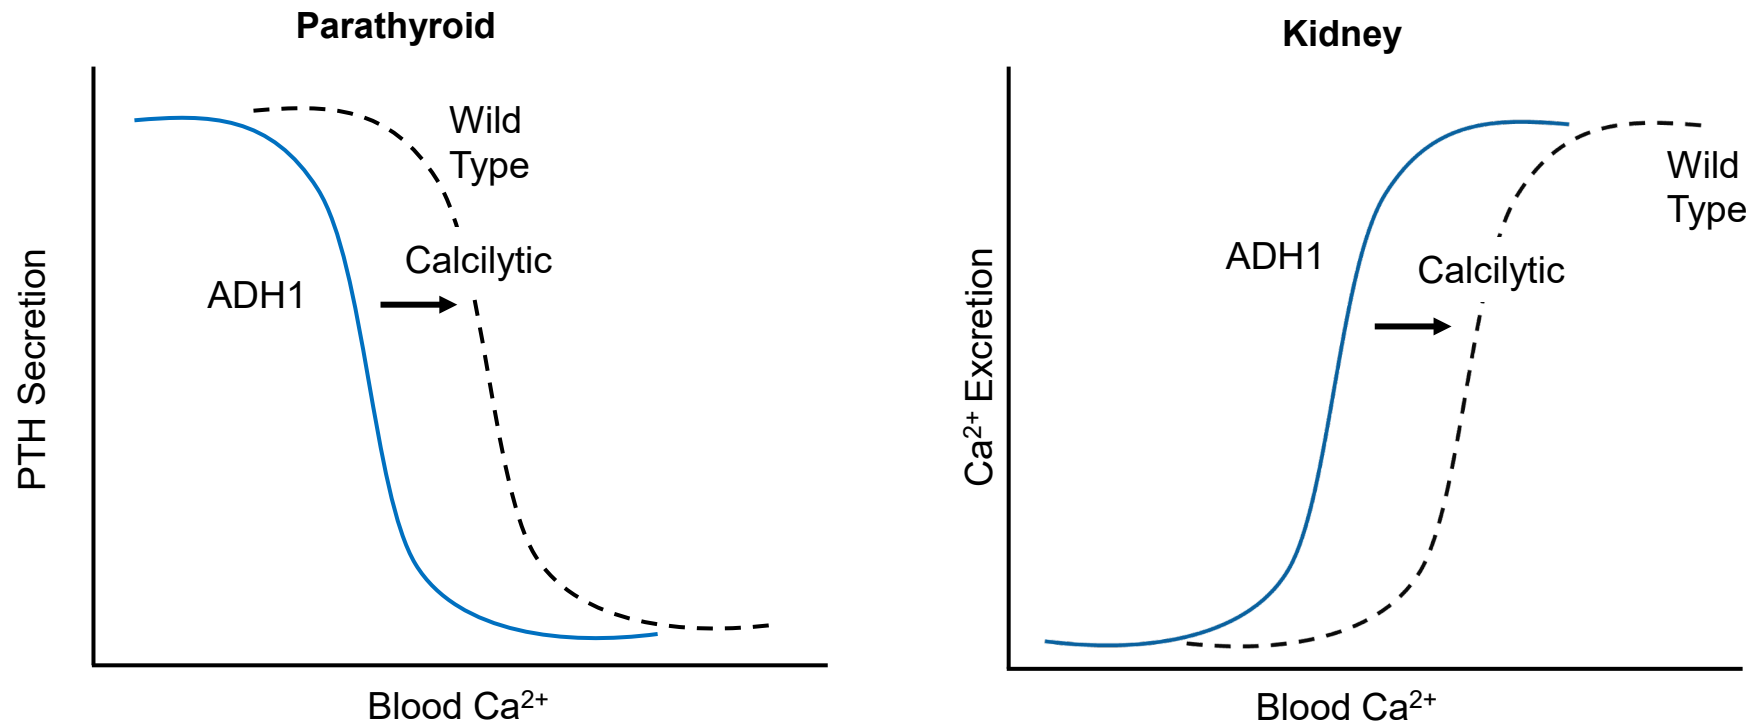 Parathyroid
Wild
Type
Calcilytic
ADH1
PTH Secretion
Blood Ca²⁺
Kidney
Wild
Type
ADH1
Calcilytic
Ca²⁺ Excretion
Blood Ca²⁺